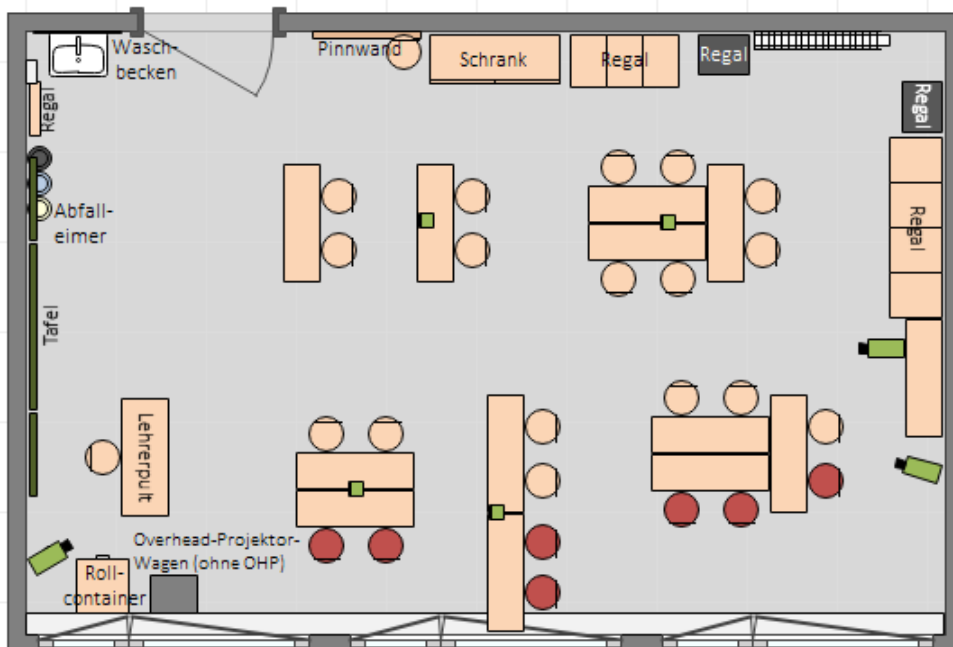 Wasch-
becken
Pinnwand
Schrank
Regal
Regal
Regal
Regal
Abfall-
eimer
Regal
Tafel
Lehrerpult
Overhead-Projektor-
Wagen (ohne OHP)
Roll-
container